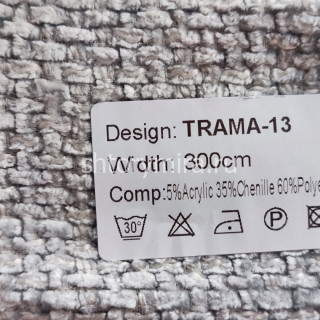 Design: TRAMA-13
Width: 300cm
Comp:5%Acrylic 35%Chenille 60%Polye
30° P